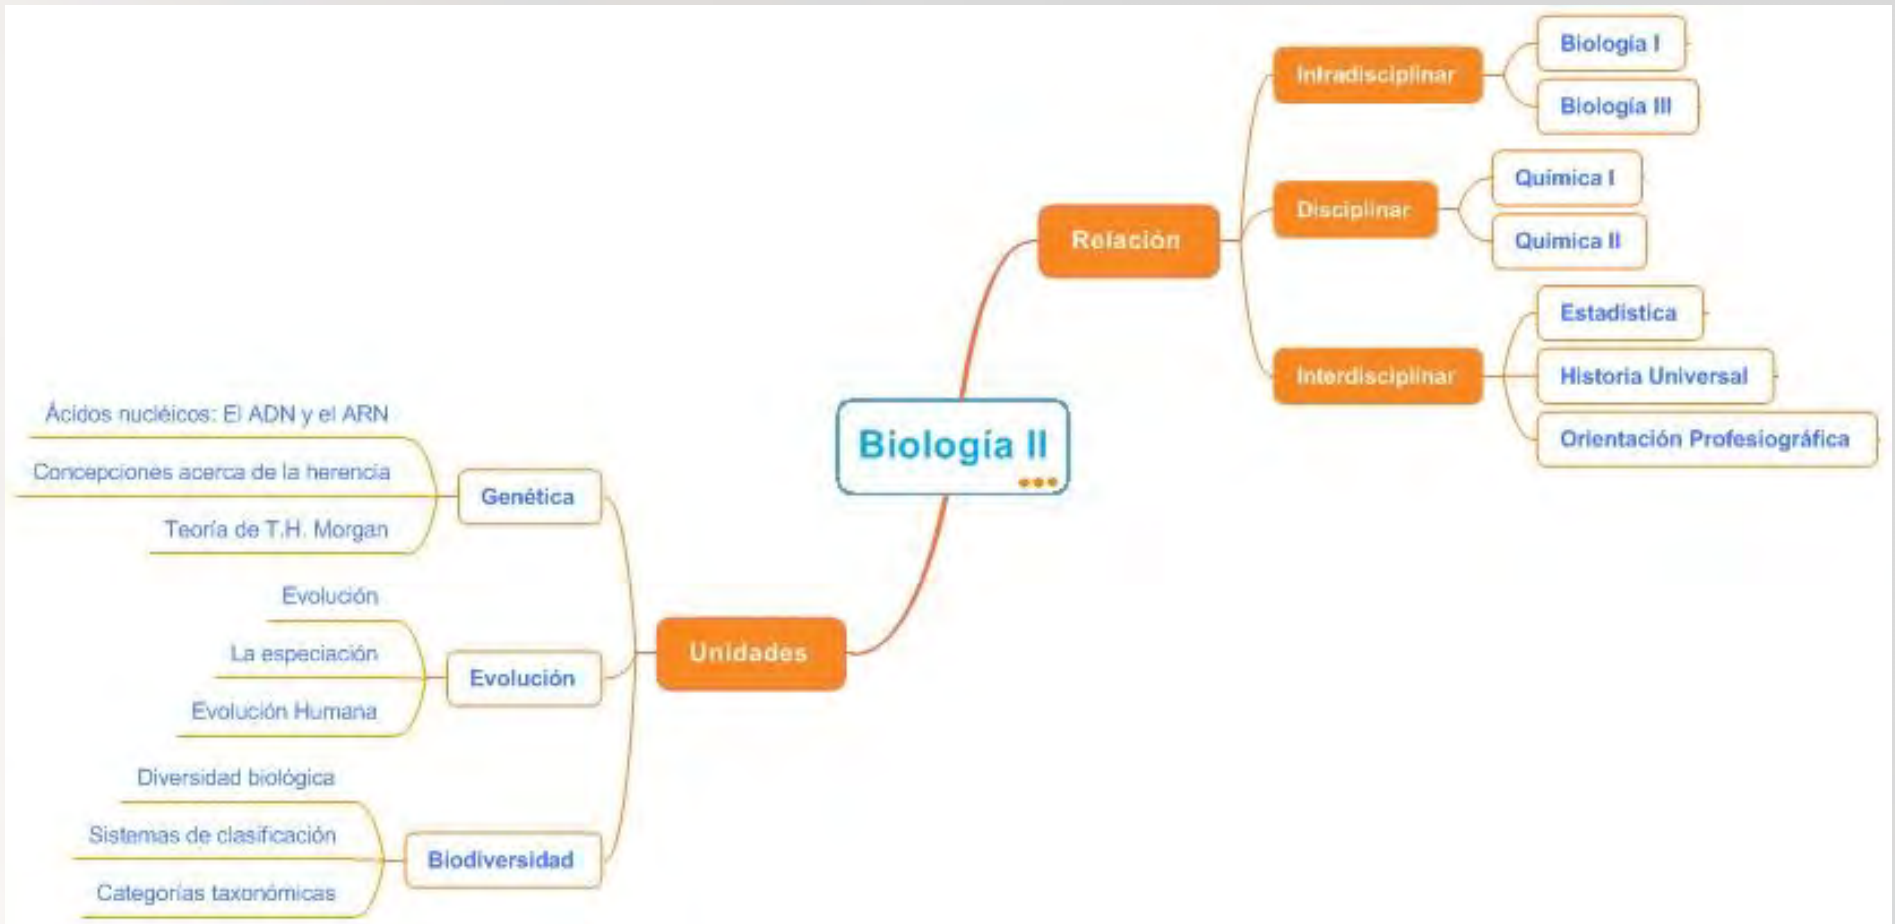 Biología II
Relación
Intradisciplinar
Biología I
Biología III
Disciplinar
Química I
Química II
Interdisciplinar
Estadística
Historia Universal
Orientación Profesiográfica
Unidades
Genética
Ácidos nucléicos: El ADN y el ARN
Concepciones acerca de la herencia
Teoría de T.H. Morgan
Evolución
Evolución
La especiación
Evolución Humana
Biodiversidad
Diversidad biológica
Sistemas de clasificación
Categorías taxonómicas